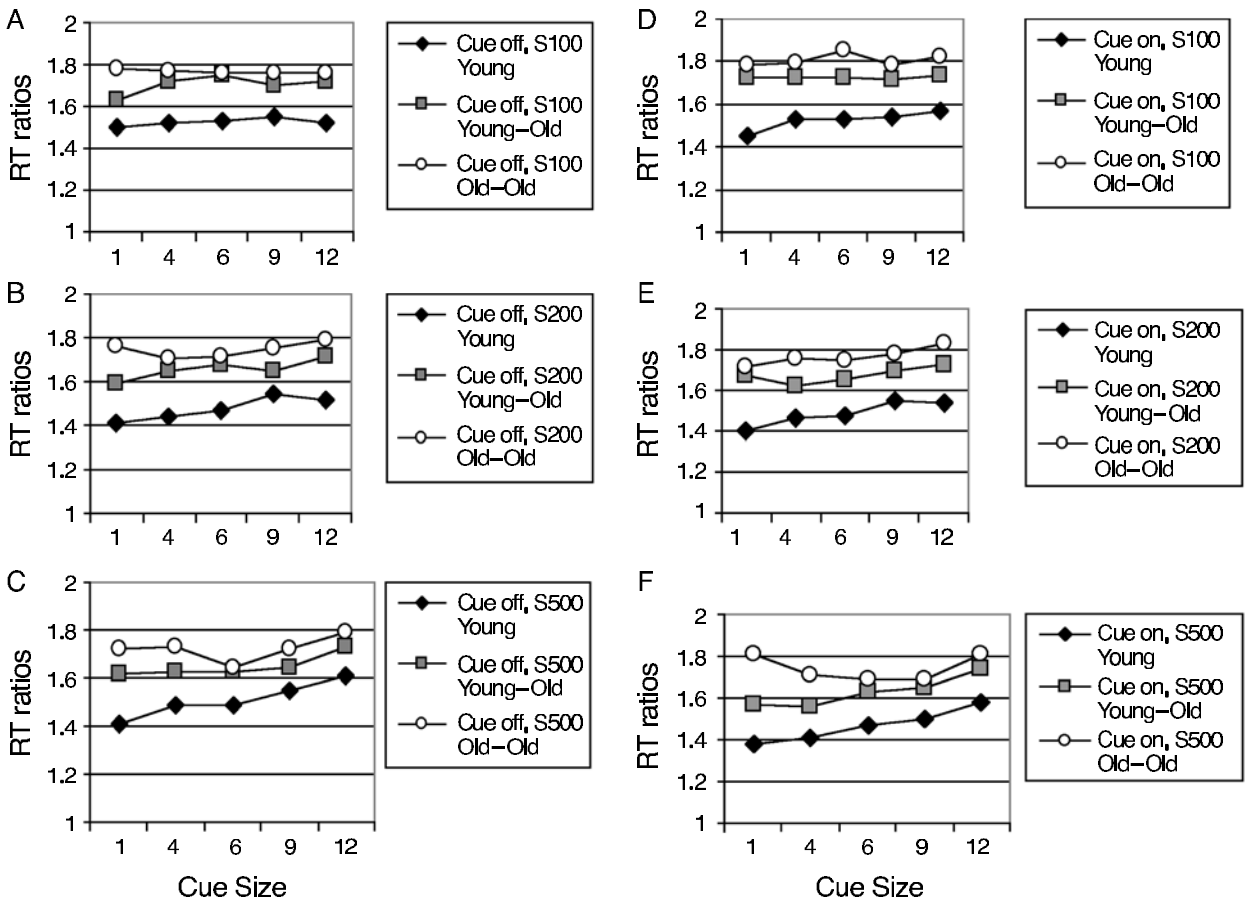 A
RT ratios
2
1.8
1.6
1.4
1.2
1
1 4 6 9 12
Cue off, S100
Young
Cue off, S100
Young–Old
Cue off, S100
Old–Old
B
RT ratios
2
1.8
1.6
1.4
1.2
1
1 4 6 9 12
Cue off, S200
Young
Cue off, S200
Young–Old
Cue off, S200
Old–Old
C
RT ratios
2
1.8
1.6
1.4
1.2
1
1 4 6 9 12
Cue Size
Cue off, S500
Young
Cue off, S500
Young–Old
Cue off, S500
Old–Old
D
RT ratios
2
1.8
1.6
1.4
1.2
1
1 4 6 9 12
Cue on, S100
Young
Cue on, S100
Young–Old
Cue on, S100
Old–Old
E
RT ratios
2
1.8
1.6
1.4
1.2
1
1 4 6 9 12
Cue on, S200
Young
Cue on, S200
Young–Old
Cue on, S200
Old–Old
F
RT ratios
2
1.8
1.6
1.4
1.2
1
1 4 6 9 12
Cue Size
Cue on, S500
Young
Cue on, S500
Young–Old
Cue on, S500
Old–Old